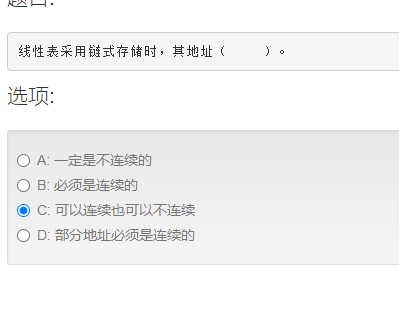 题目:
线性表采用链式存储时，其地址（　　）。
选项:
A: 一定是不连续的
B: 必须是连续的
C: 可以连续也可以不连续
D: 部分地址必须是连续的